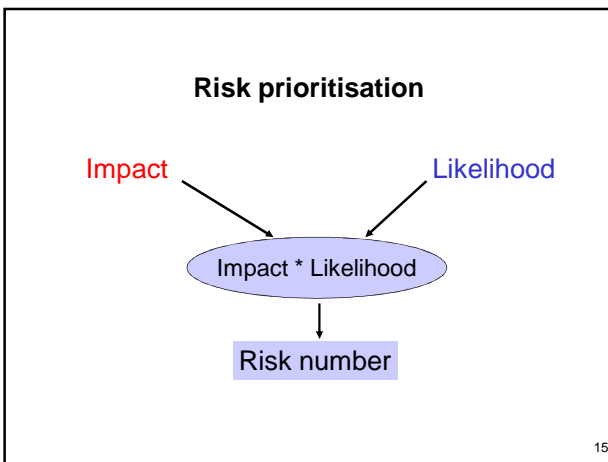 Risk prioritisation
Impact
Likelihood
Impact * Likelihood
Risk number
15